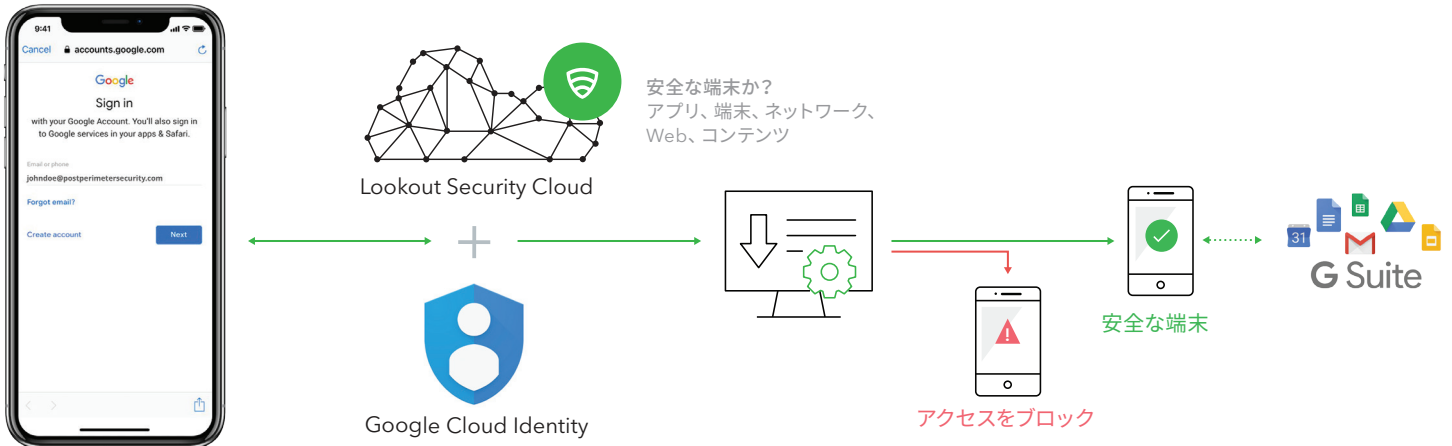 9:41
Cancel
accounts.google.com
Google
Sign in
with your Google Account. You'll also sign in
to Google services in your apps & Safari.
Email or phone
johndoe@postperimetersecurity.com
Forgot email?
Create account
Next
安全な端末か?
アプリ、端末、ネットワーク、
Web、コンテンツ
Lookout Security Cloud
Google Cloud Identity
アクセスをブロック
安全な端末
31
G Suite